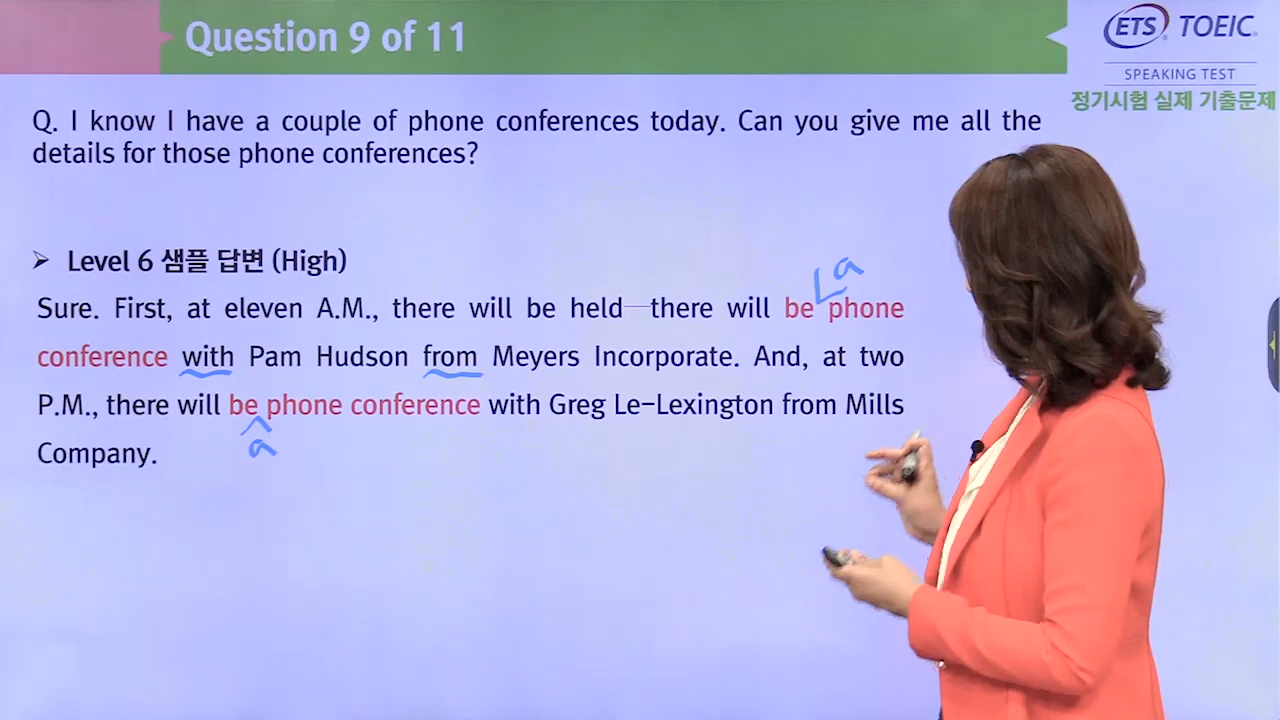 Question 9 of 11
ETS® TOEIC®
SPEAKING TEST
정기시험 실제 기출문제
Q. I know I have a couple of phone conferences today. Can you give me all the
details for those phone conferences?
➤ Level 6 샘플 답변 (High)
a
Sure. First, at eleven A.M., there will be held—there will be phone
conference with Pam Hudson from Meyers Incorporate. And, at two
P.M., there will be phone conference with Greg Le-Lexington from Mills
a
Company.